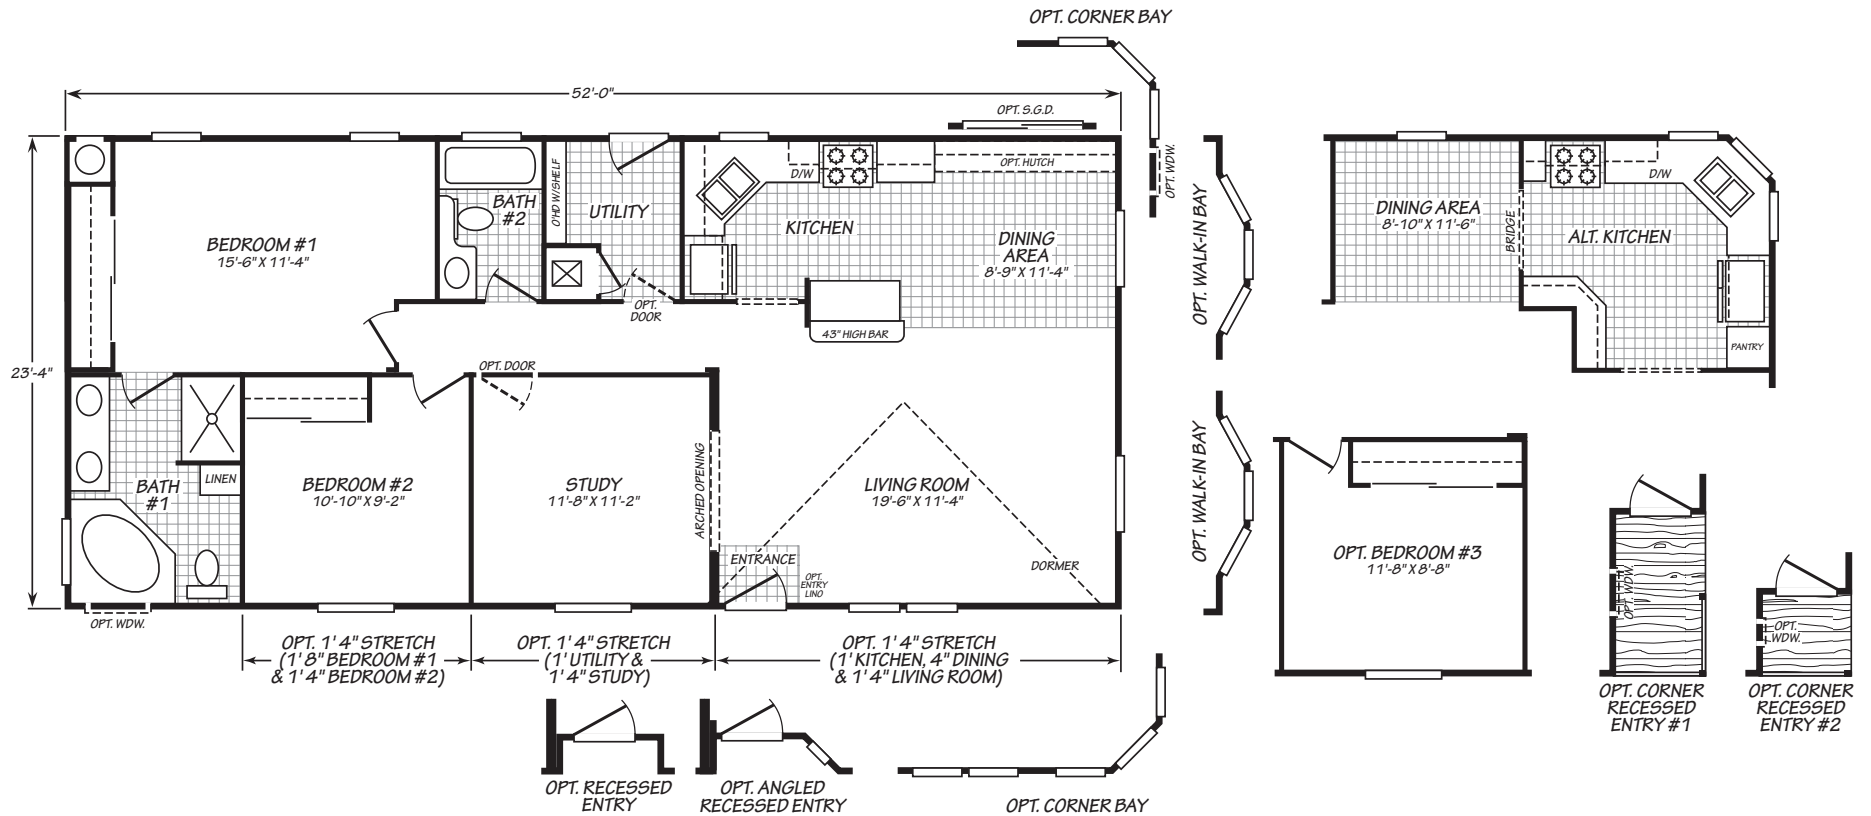 OPT. CORNER BAY
52'-0"
OPT. S.G.D.
OPT. HUTCH
D/W
O'HD W/SHELF
BATH
#2
UTILITY
KITCHEN
DINING
AREA
8'-9" X 11'-4"
BEDROOM #1
15'-6" X 11'-4"
OPT.
DOOR
43" HIGH BAR
OPT. WDW.
OPT. WALK-IN BAY
DINING AREA
8'-10" X 11'-6"
BRIDGE
D/W
ALT. KITCHEN
PANTRY
23'-4"
OPT. DOOR
LINEN
BATH
#1
BEDROOM #2
10'-10" X 9'-2"
STUDY
11'-8" X 11'-2"
ARCHED OPENING
LIVING ROOM
19'-6" X 11'-4"
ENTRANCE
OPT.
ENTRY
LINO
DORMER
OPT. WALK-IN BAY
OPT. BEDROOM #3
11'-8" X 8'-8"
OPT. WDW.
OPT.
WDW.
OPT. WDW.
OPT. 1' 4" STRETCH
(1' 8" BEDROOM #1
& 1' 4" BEDROOM #2)
OPT. 1' 4" STRETCH
(1' UTILITY &
1' 4" STUDY)
OPT. 1' 4" STRETCH
(1' KITCHEN, 4" DINING
& 1' 4" LIVING ROOM)
OPT. CORNER
RECESSED
ENTRY #1
OPT. CORNER
RECESSED
ENTRY #2
OPT. RECESSED
ENTRY
OPT. ANGLED
RECESSED ENTRY
OPT. CORNER BAY